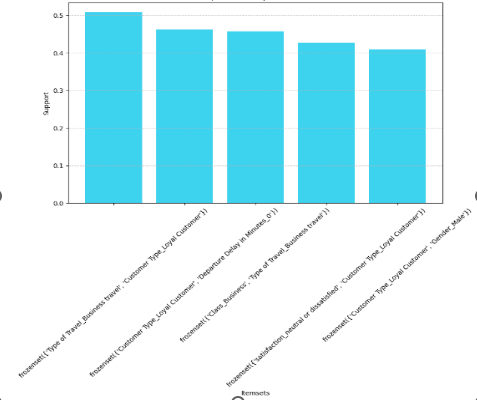 0.5
0.4
0.3
0.2
0.1
0.0
Support
frozenset({'Type of Travel_Business travel', 'Customer Type_Loyal Customer'})
frozenset({'Customer Type_Loyal Customer', 'Departure Delay in Minutes_0'})
frozenset({'Class_Business', 'Type of Travel_Business travel'})
frozenset({'satisfaction_neutral or dissatisfied', 'Customer Type_Loyal Customer'})
frozenset({'Customer Type_Loyal Customer', 'Gender_Male'})
Itemsets